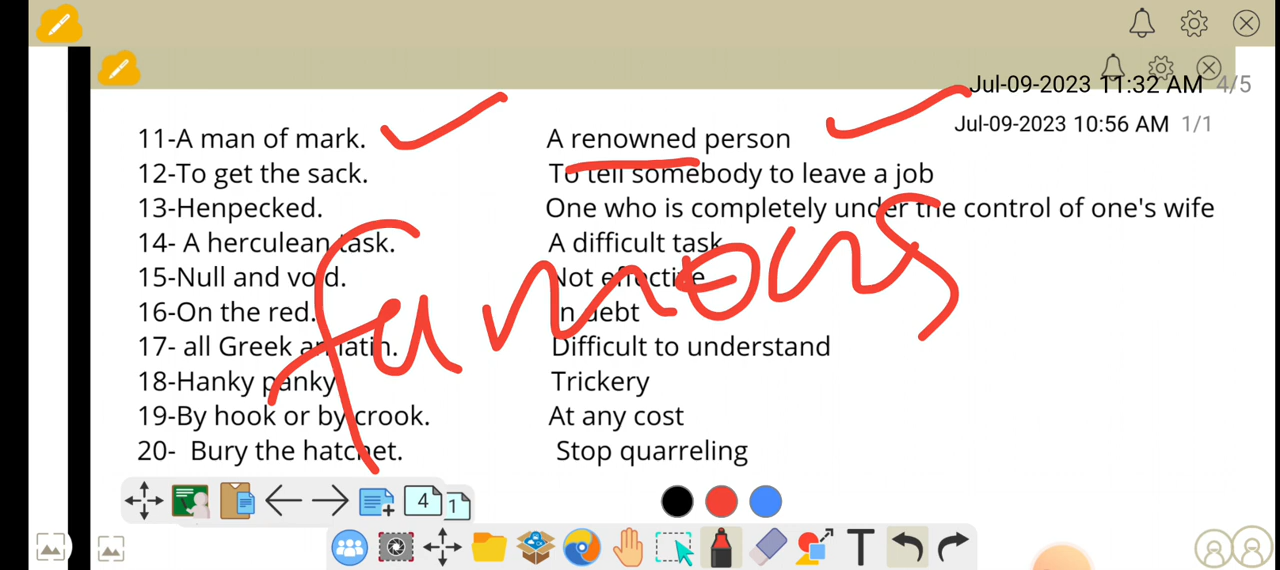 Jul-09-2023 11:32 AM 4/5
Jul-09-2023 10:56 AM 1/1
11-A man of mark. A renowned person
12-To get the sack. To tell somebody to leave a job
13-Henpecked. One who is completely under the control of one's wife
14- A herculean task. A difficult task
15-Null and void. Not effective
16-On the red. In debt
17- all Greek an latin. Difficult to understand
18-Hanky panky Trickery
19-By hook or by crook. At any cost
20- Bury the hatchet. Stop quarreling
famous
4 1
T